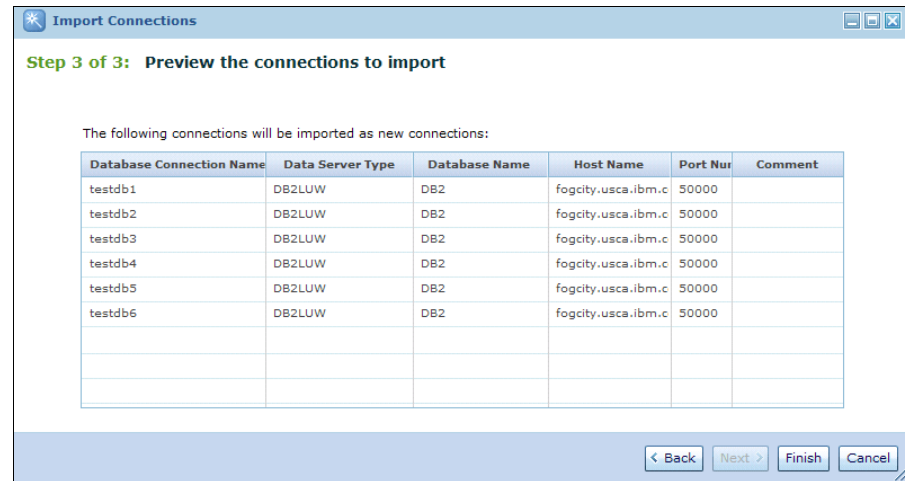 Import Connections
Step 3 of 3: Preview the connections to import
The following connections will be imported as new connections:
Database Connection Name Data Server Type Database Name Host Name Port Nur Comment
testdb1 DB2LUW DB2 fogcity.usca.ibm.c 50000
testdb2 DB2LUW DB2 fogcity.usca.ibm.c 50000
testdb3 DB2LUW DB2 fogcity.usca.ibm.c 50000
testdb4 DB2LUW DB2 fogcity.usca.ibm.c 50000
testdb5 DB2LUW DB2 fogcity.usca.ibm.c 50000
testdb6 DB2LUW DB2 fogcity.usca.ibm.c 50000
< Back Next > Finish Cancel